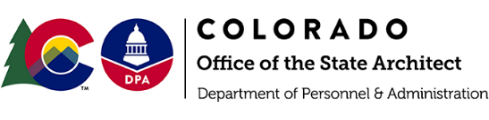 COLORADO
Office of the State Architect
Department of Personnel & Administration
DPA
TM